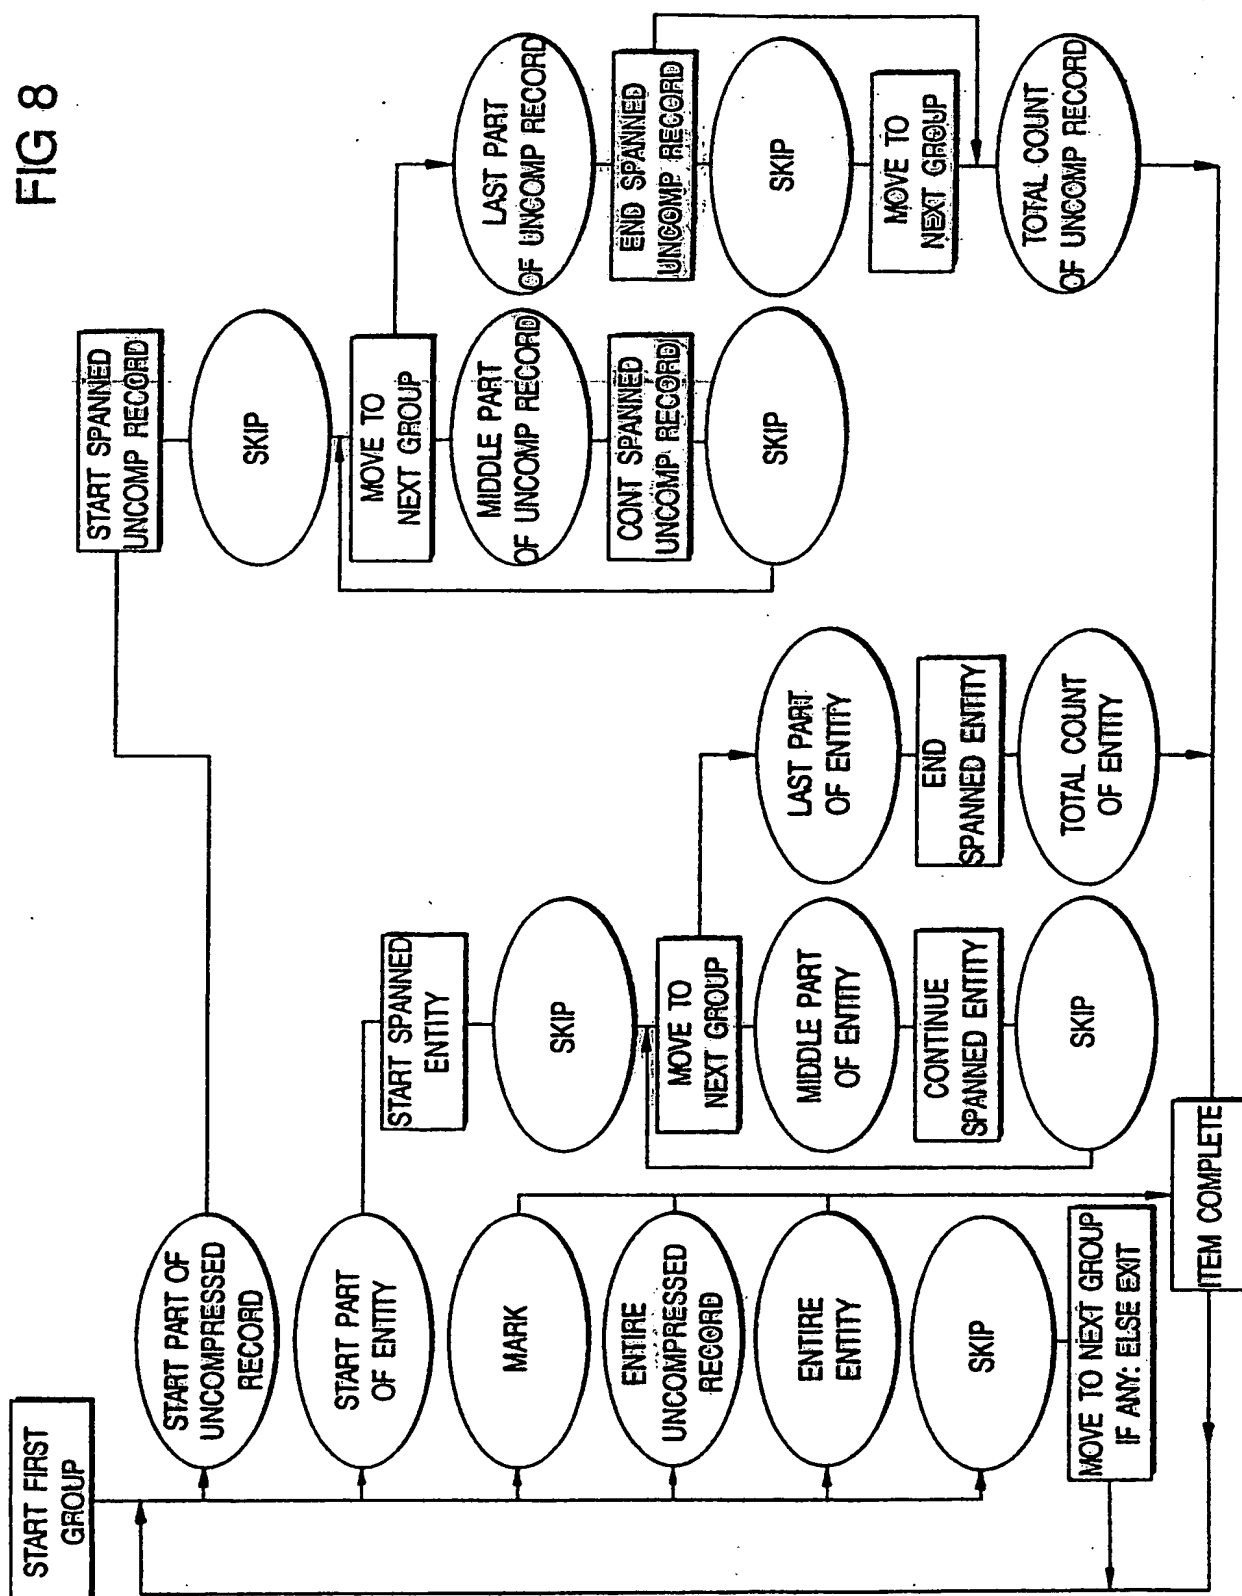 FIG 8
START FIRST
GROUP
START PART OF
UNCOMPRESSED
RECORD
START PART
OF ENTITY
MARK
ENTIRE
UNCOMPRESSED
RECORD
ENTIRE
ENTITY
SKIP
MOVE TO NEXT GROUP
IF ANY: ELSE EXIT
ITEM COMPLETE
START SPANNED
ENTITY
SKIP
MOVE TO
NEXT GROUP
MIDDLE PART
OF ENTITY
CONTINUE
SPANNED ENTITY
SKIP
LAST PART
OF ENTITY
END
SPANNED ENTITY
TOTAL COUNT
OF ENTITY
START SPANNED
UNCOMP RECORD
SKIP
MOVE TO
NEXT GROUP
MIDDLE PART
OF UNCOMP RECORD
CONT SPANNED
UNCOMP RECORD
SKIP
LAST PART
OF UNCOMP RECORD
END SPANNED
UNCOMP RECORD
SKIP
MOVE TO
NEXT GROUP
TOTAL COUNT
OF UNCOMP RECORD